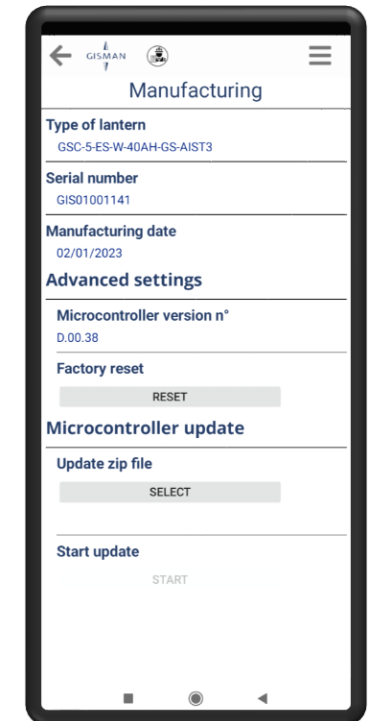 GISMAN
Manufacturing
Type of lantern
GSC-5-ES-W-40AH-GS-AIST3
Serial number
GIS01001141
Manufacturing date
02/01/2023
Advanced settings
Microcontroller version n°
D.00.38
Factory reset
RESET
Microcontroller update
Update zip file
SELECT
Start update
START